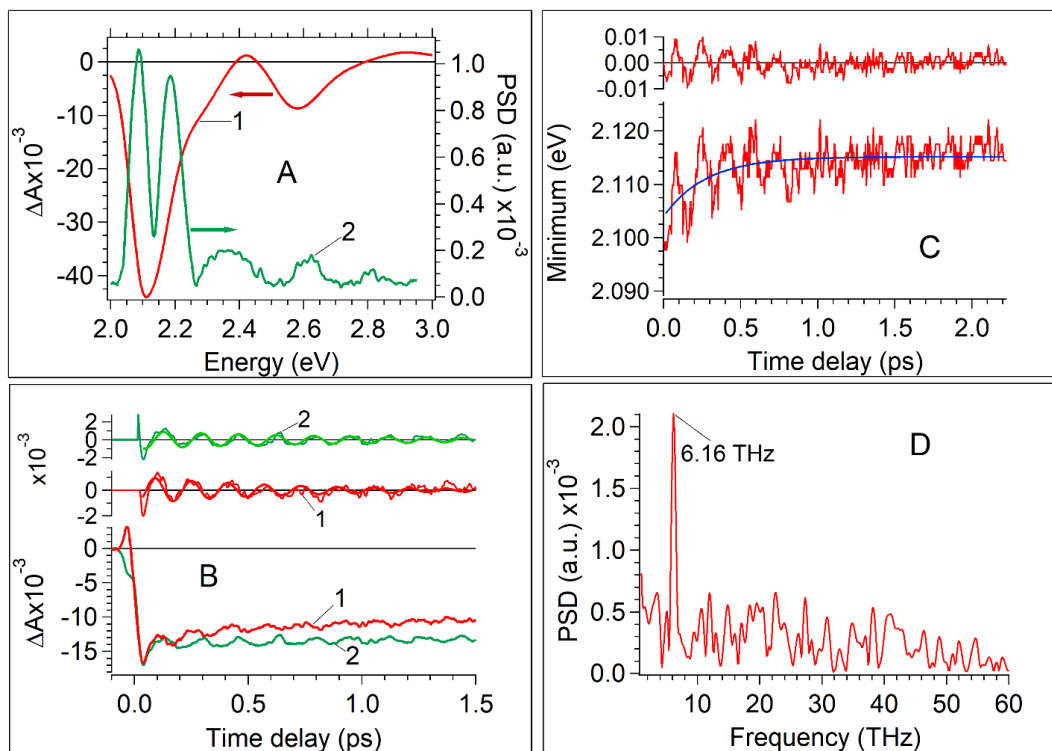 0
-10
-20
-30
-40
ΔAx10-3
2.0 2.2 2.4 2.6 2.8 3.0
Energy (eV)
1.0
0.8
0.6
0.4
0.2
0.0
PSD (a.u.) x10-3
1
A
2
0.01
0.00
-0.01
2.120
2.110
2.100
2.090
Minimum (eV)
C
0.0 0.5 1.0 1.5 2.0
Time delay (ps)
2
0
-2
2
0
-2
x10-3
2
1
0
-5
-10
-15
ΔAx10-3
B
1
2
0.0 0.5 1.0 1.5
Time delay (ps)
2.0
1.5
1.0
0.5
0.0
PSD (a.u.) x10-3
6.16 THz
D
10 20 30 40 50 60
Frequency (THz)